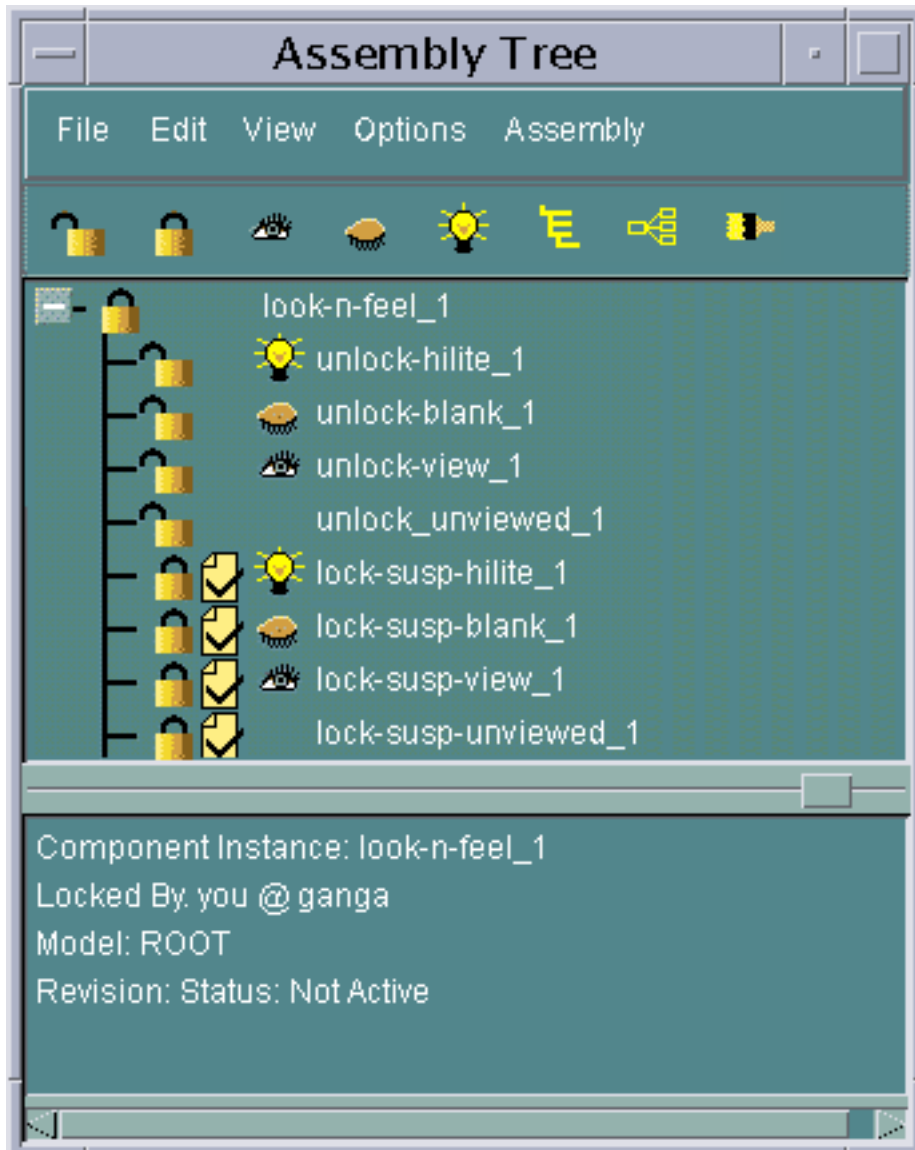 Assembly Tree
File Edit View Options Assembly
look-n-feel_1
unlock-hilite_1
unlock-blank_1
unlock-view_1
unlock_unviewed_1
lock-susp-hilite_1
lock-susp-blank_1
lock-susp-view_1
lock-susp-unviewed_1
Component Instance: look-n-feel_1
Locked By. you @ ganga
Model: ROOT
Revision: Status: Not Active